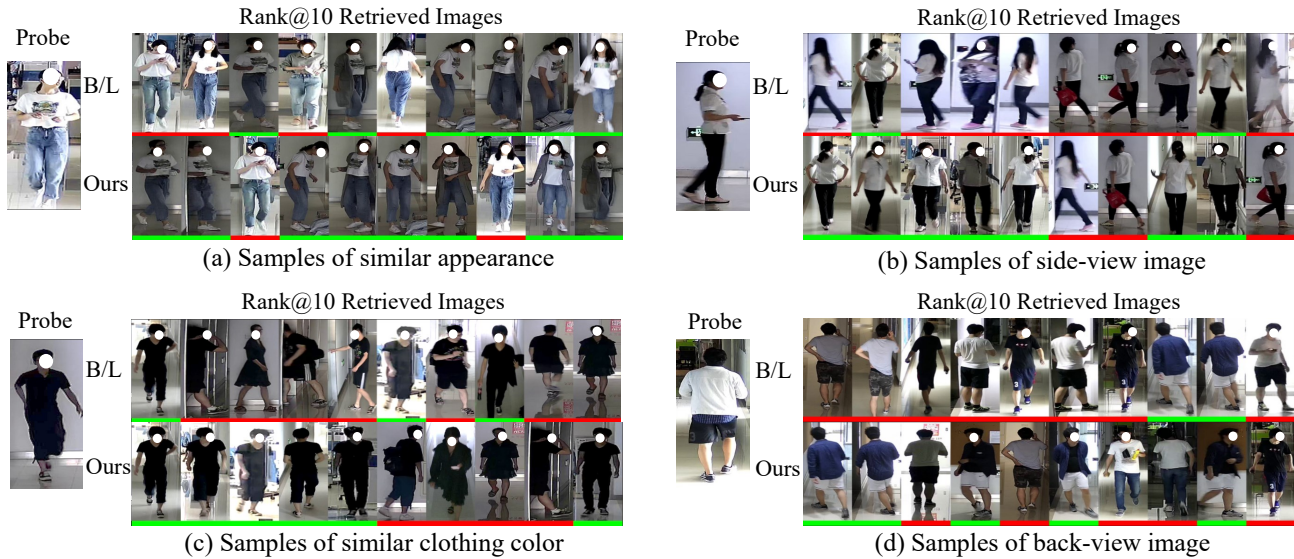 Rank@10 Retrieved Images
Probe
B/L
Ours
(a) Samples of similar appearance
Rank@10 Retrieved Images
Probe
B/L
Ours
(b) Samples of side-view image
Rank@10 Retrieved Images
Probe
B/L
Ours
(c) Samples of similar clothing color
Rank@10 Retrieved Images
Probe
B/L
Ours
(d) Samples of back-view image